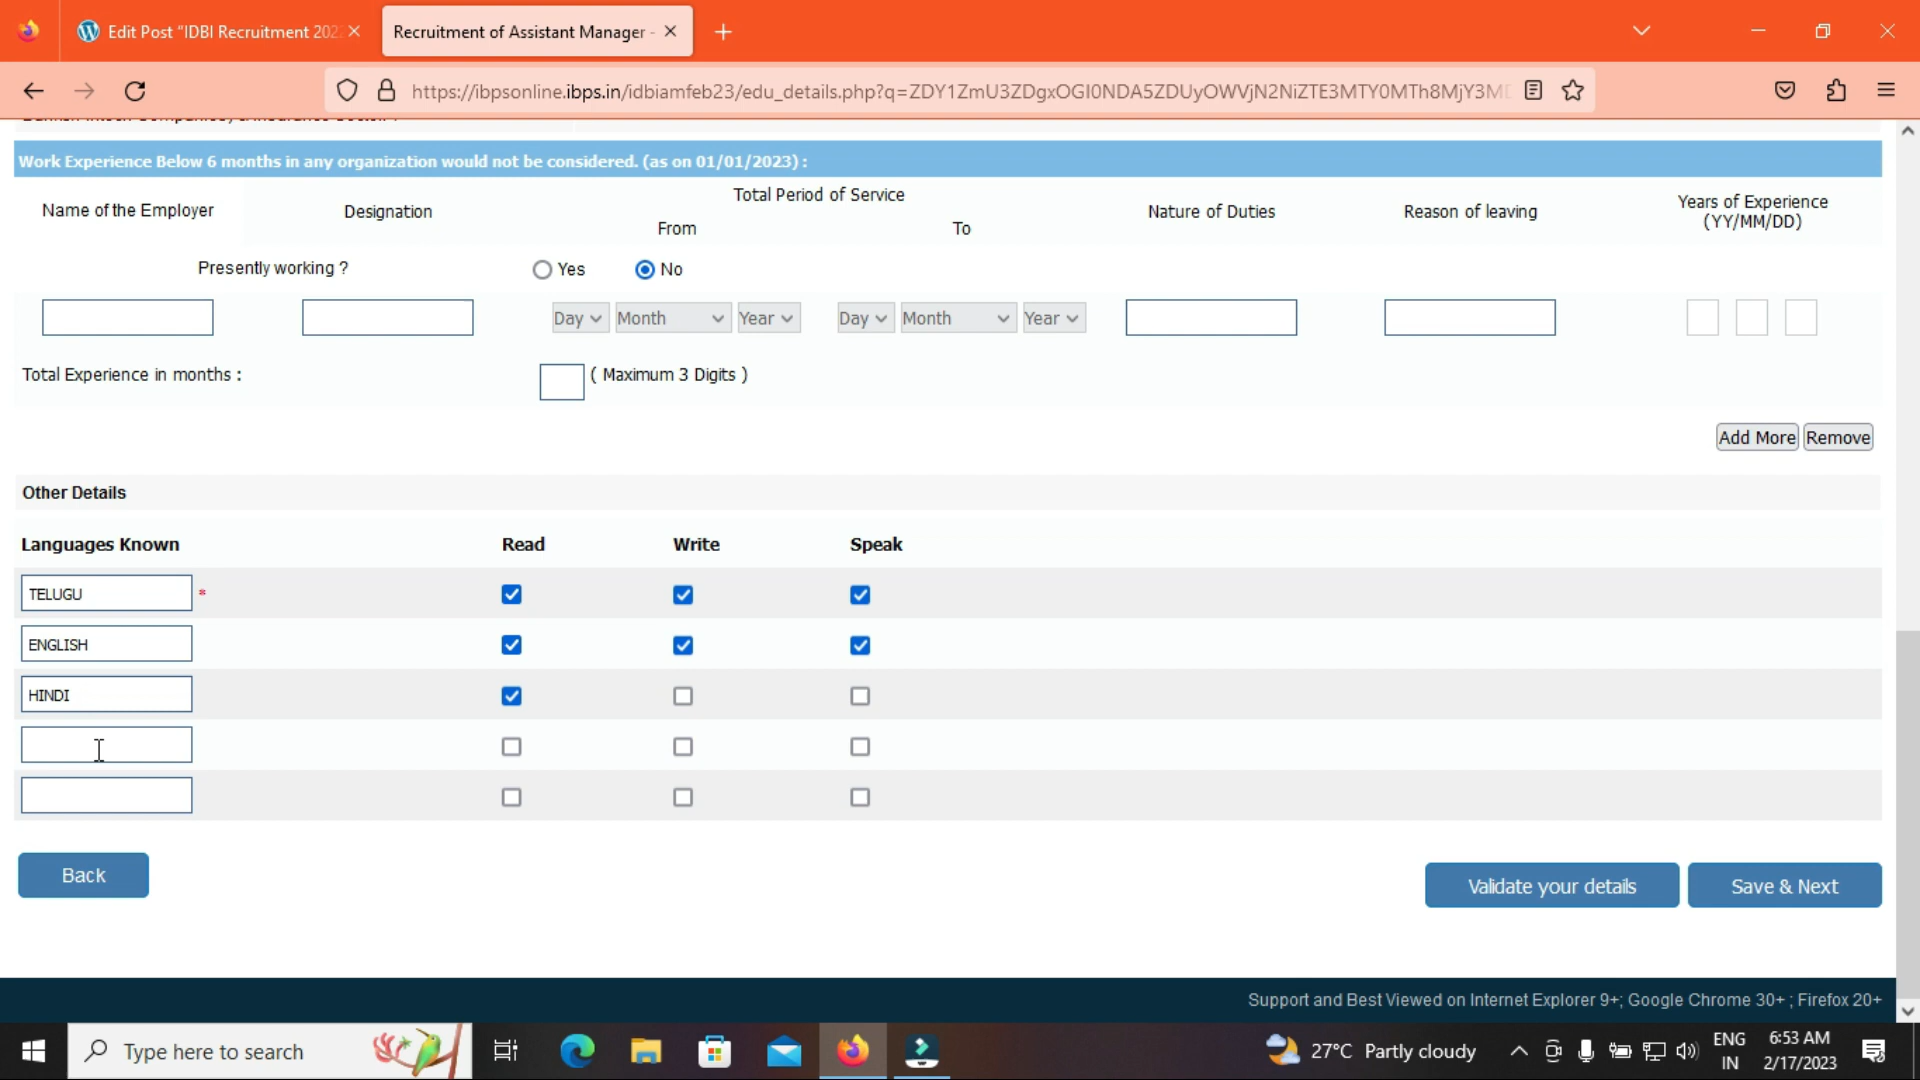 Edit Post "IDBI Recruitment 202
Recruitment of Assistant Manager -
https://ibpsonline.ibps.in/idbiamfeb23/edu_details.php?q=ZDY1ZmU3ZDgxOGI0NDA5ZDUyOWVjN2NiZTE3MTY0MTh8MjY3M
Work Experience Below 6 months in any organization would not be considered. (as on 01/01/2023) :
Name of the Employer
Designation
Total Period of Service
From
To
Nature of Duties
Reason of leaving
Years of Experience
(YY/MM/DD)
Presently working ?
Yes
No
Day
Month
Year
Day
Month
Year
Total Experience in months :
( Maximum 3 Digits )
Add More
Remove
Other Details
Languages Known
Read
Write
Speak
TELUGU
*
ENGLISH
HINDI
Back
Validate your details
Save & Next
Support and Best Viewed on Internet Explorer 9+; Google Chrome 30+ ; Firefox 20+
Type here to search
27°C Partly cloudy
ENG
IN
6:53 AM
2/17/2023